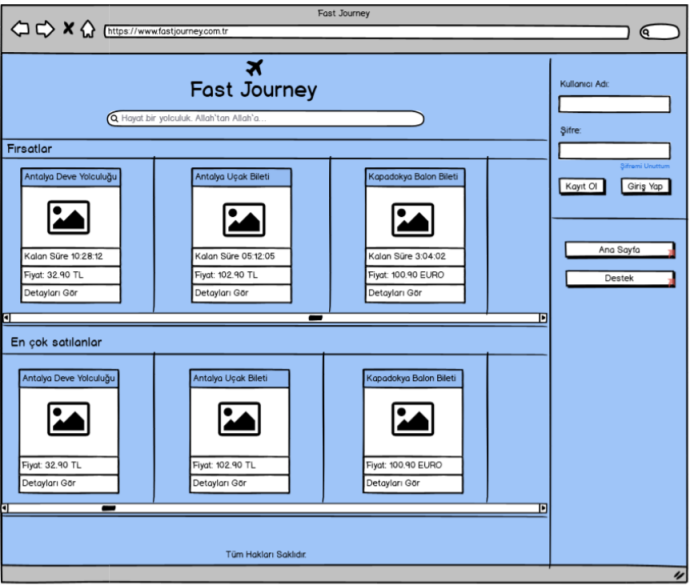 Fast Journey
https://www.fastjourney.com.tr
Fast Journey
Hayat bir yolculuk. Allah'tan Allah'a...
Kullanıcı Adı:
Şifre:
Şifremi Unuttum
Kayıt Ol
Giriş Yap
Ana Sayfa
Destek
Fırsatlar
Antalya Deve Yolculuğu
Kalan Süre 10:28:12
Fiyat: 32.90 TL
Detayları Gör
Antalya Uçak Bileti
Kalan Süre 05:12:05
Fiyat: 102.90 TL
Detayları Gör
Kapadokya Balon Bileti
Kalan Süre 3:04:02
Fiyat: 100.90 EURO
Detayları Gör
En çok satılanlar
Antalya Deve Yolculuğu
Fiyat: 32.90 TL
Detayları Gör
Antalya Uçak Bileti
Fiyat: 102.90 TL
Detayları Gör
Kapadokya Balon Bileti
Fiyat: 100.90 EURO
Detayları Gör
Tüm Hakları Saklıdır.